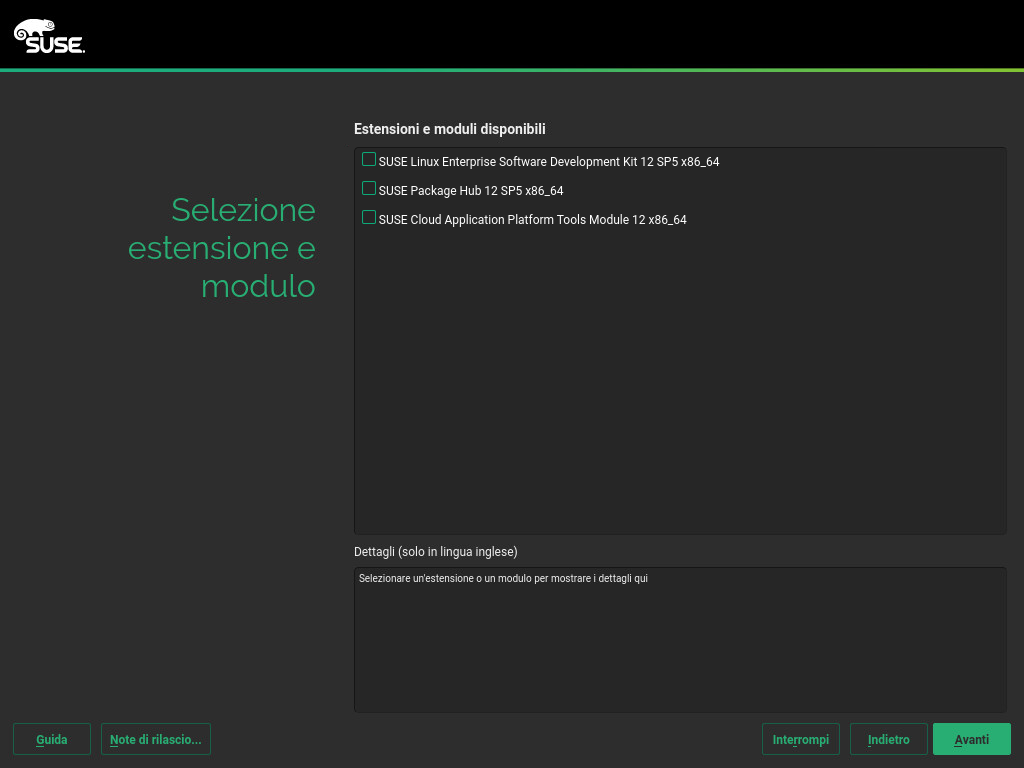 SUSE.
Estensioni e moduli disponibili
SUSE Linux Enterprise Software Development Kit 12 SP5 x86_64
SUSE Package Hub 12 SP5 x86_64
SUSE Cloud Application Platform Tools Module 12 x86_64
Selezione
estensione e
modulo
Dettagli (solo in lingua inglese)
Selezionare un'estensione o un modulo per mostrare i dettagli qui
Guida
Note di rilascio...
Interrompi
Indietro
Avanti